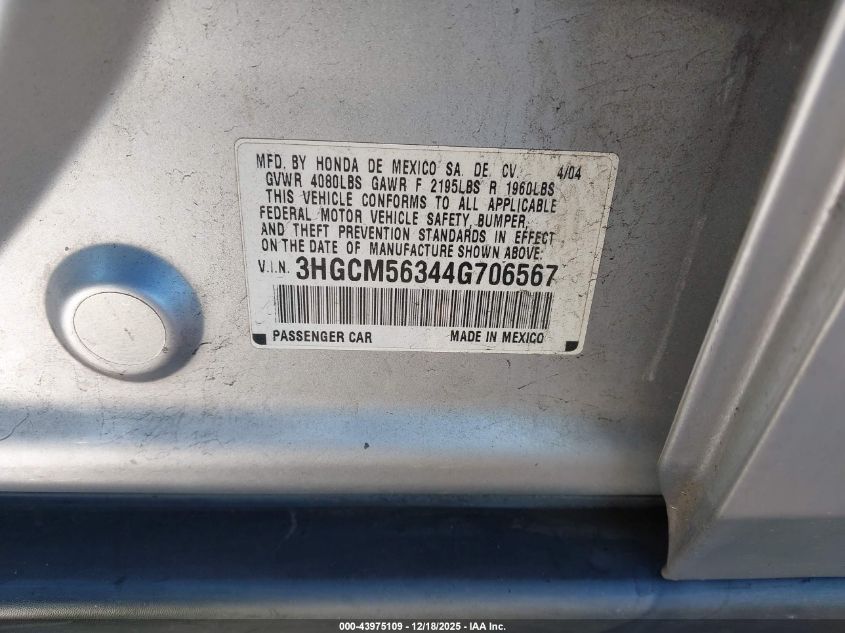 MFD. BY HONDA DE MEXICO SA. DE. CV. 4/04
GVWR 4080LBS GAWR F 2195LBS R 1960LBS
THIS VEHICLE CONFORMS TO ALL APPLICABLE
FEDERAL MOTOR VEHICLE SAFETY, BUMPER,
AND THEFT PREVENTION STANDARDS IN EFFECT
ON THE DATE OF MANUFACTURE SHOWN ABOVE.
V.I.N. 3HGCM56344G706567
PASSENGER CAR MADE IN MEXICO
000-43975109 - 12/18/2025 - IAA Inc.